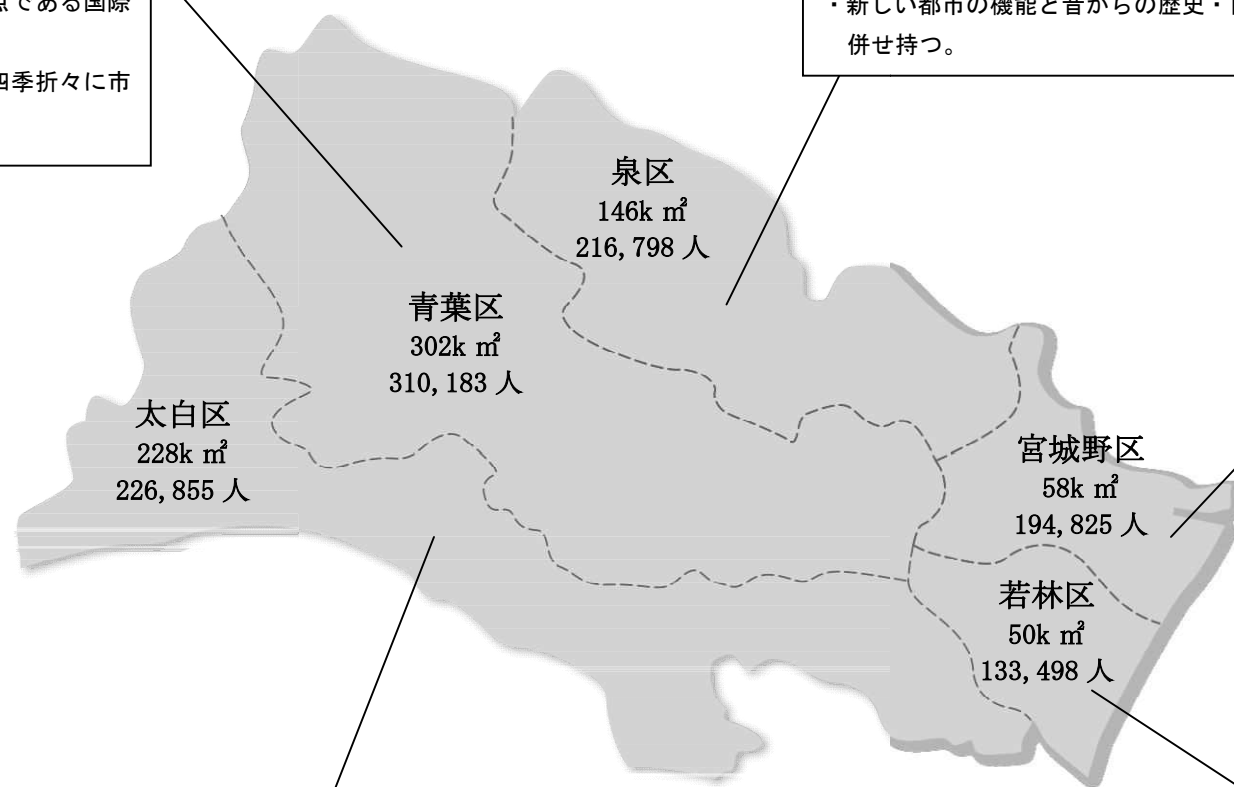 点である国際
四季折々に市
・新しい都市の機能と昔からの歴史・
併せ持つ。
泉区
146k ㎡
216,798 人
青葉区
302k ㎡
310,183 人
太白区
228k ㎡
226,855 人
宮城野区
58k ㎡
194,825 人
若林区
50k ㎡
133,498 人